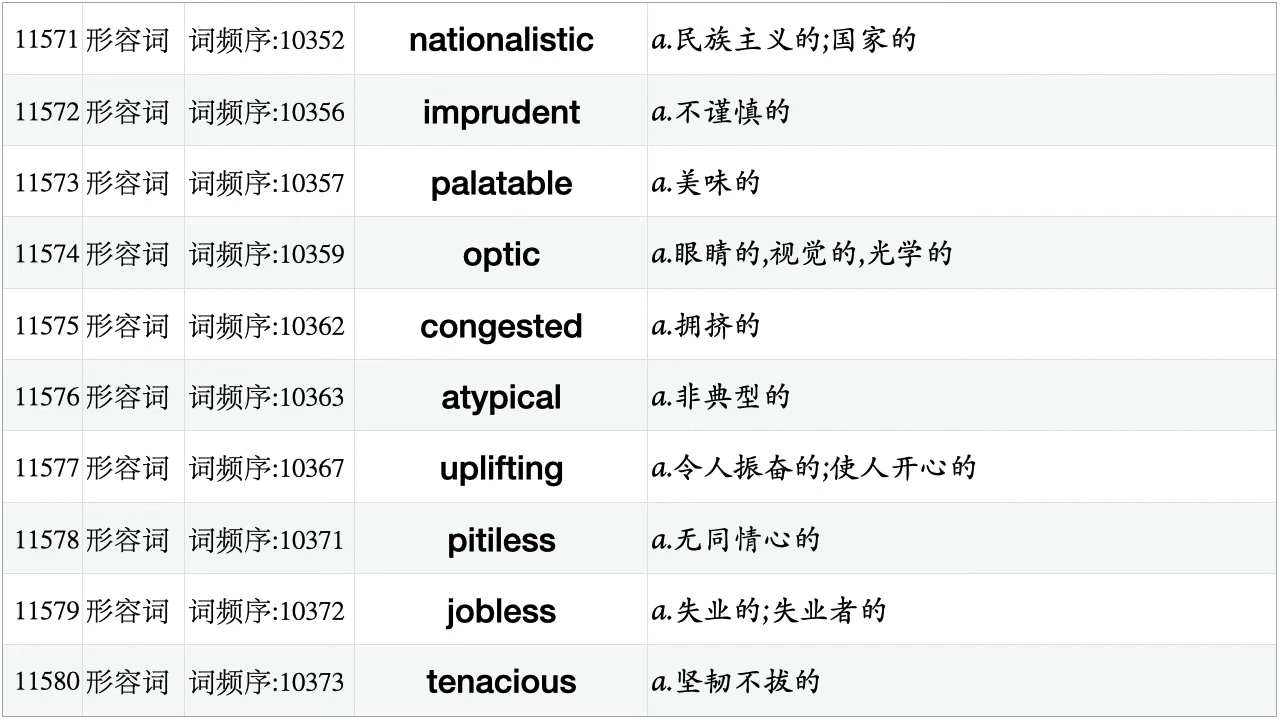 11571 形容词 词频序:10352 nationalistic a.民族主义的;国家的
11572 形容词 词频序:10356 imprudent a.不谨慎的
11573 形容词 词频序:10357 palatable a.美味的
11574 形容词 词频序:10359 optic a.眼睛的,视觉的,光学的
11575 形容词 词频序:10362 congested a.拥挤的
11576 形容词 词频序:10363 atypical a.非典型的
11577 形容词 词频序:10367 uplifting a.令人振奋的;使人开心的
11578 形容词 词频序:10371 pitiless a.无同情心的
11579 形容词 词频序:10372 jobless a.失业的;失业者的
11580 形容词 词频序:10373 tenacious a.坚韧不拔的